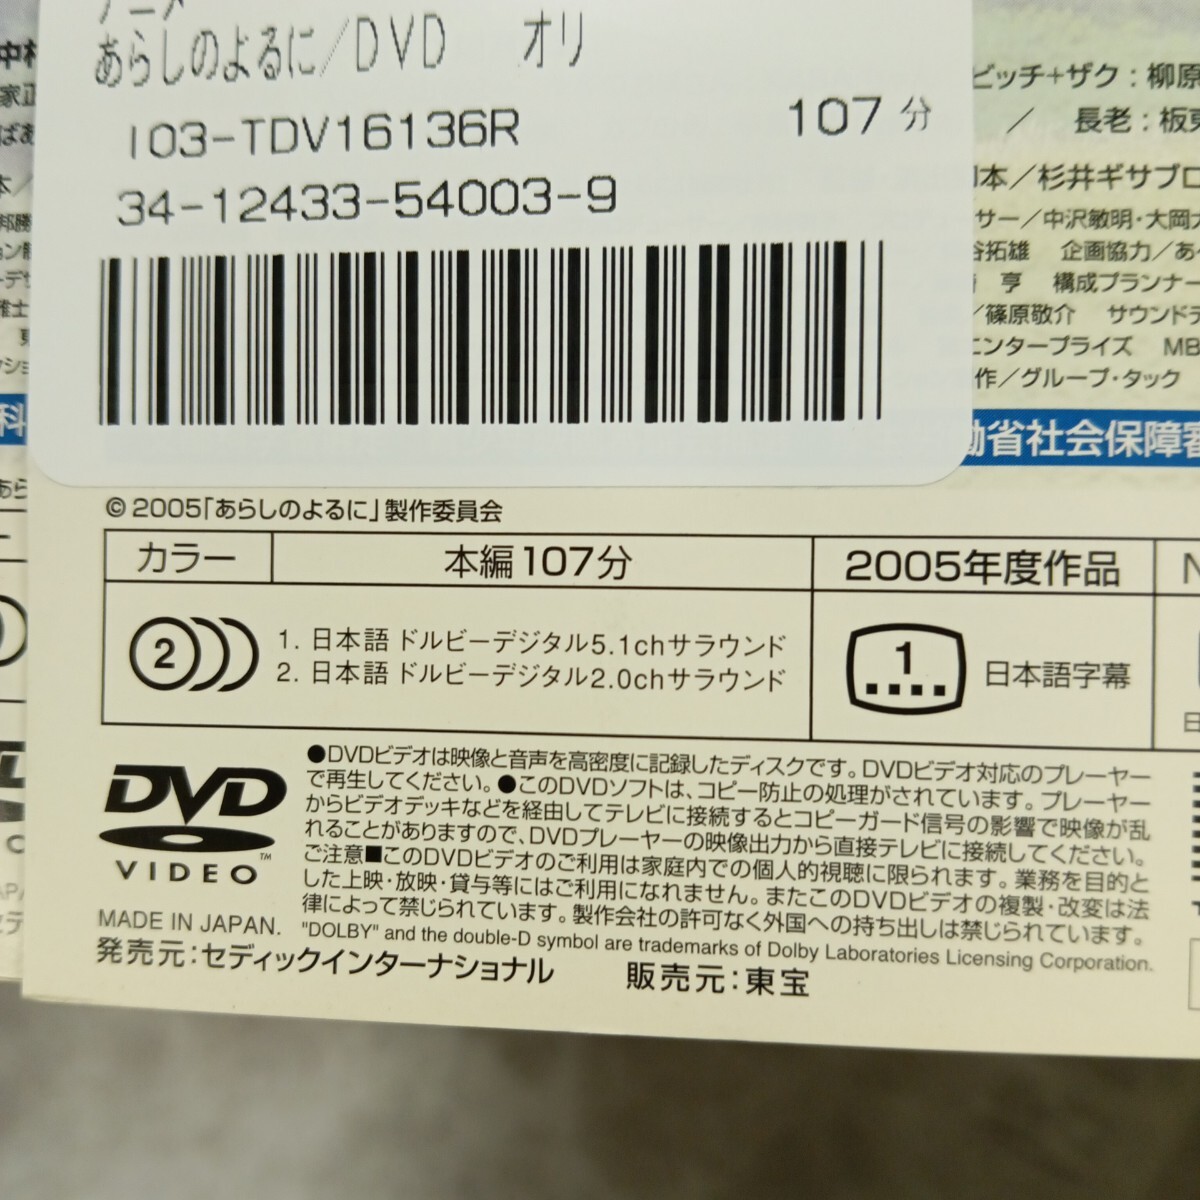 アニメ
あらしのよるに/DVD オリ
103-TDV16136R 107分
34-12433-54003-9
ビッチ+ザク：柳原
／ 長老：板東
本／杉井ギサブロ
サー／中沢敏明・大岡大
谷拓雄 企画協力／あ
亨 構成プランナー
／篠原敬介 サウンドデ
エンタープライズ MB
作／グループ・タック
働省社会保障審
科
©2005「あらしのよるに」製作委員会
カラー 本編107分 2005年度作品 N
2 1. 日本語 ドルビーデジタル5.1chサラウンド
2. 日本語 ドルビーデジタル2.0chサラウンド
1 日本語字幕
DVD
VIDEO
™
●DVDビデオは映像と音声を高密度に記録したディスクです。DVDビデオ対応のプレーヤー
で再生してください。●このDVDソフトは、コピー防止の処理がされています。プレーヤー
からビデオデッキなどを経由してテレビに接続するとコピーガード信号の影響で映像が乱
れることがありますので、DVDプレーヤーの映像出力から直接テレビに接続してください。
ご注意■このDVDビデオのご利用は家庭内での個人的視聴に限られます。業務を目的と
した上映・放映・貸与等にはご利用になれません。またこのDVDビデオの複製・改変は法
律によって禁じられています。製作会社の許可なく外国への持ち出しは禁じられています。
MADE IN JAPAN. "DOLBY" and the double-D symbol are trademarks of Dolby Laboratories Licensing Corporation.
発売元：セディックインターナショナル 販売元：東宝